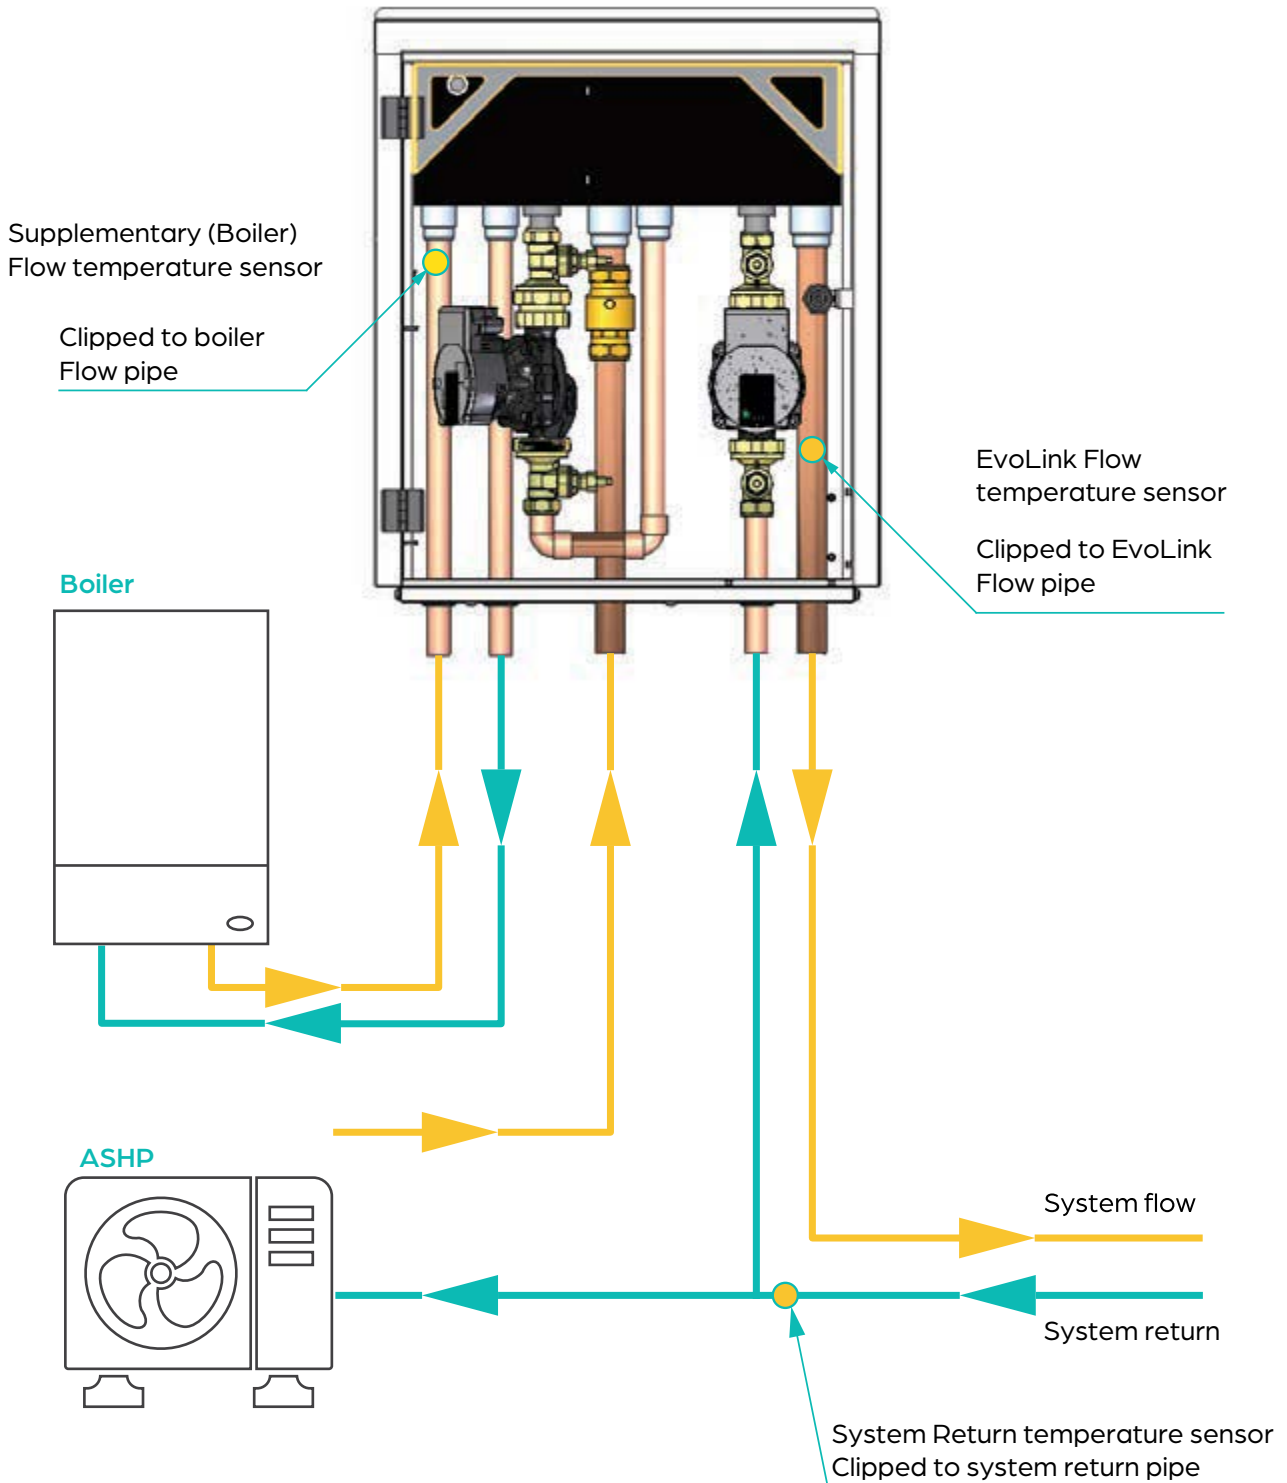 Supplementary (Boiler)
Flow temperature sensor
Clipped to boiler
Flow pipe
EvoLink Flow
temperature sensor
Clipped to EvoLink
Flow pipe
Boiler
ASHP
System flow
System return
System Return temperature sensor
Clipped to system return pipe